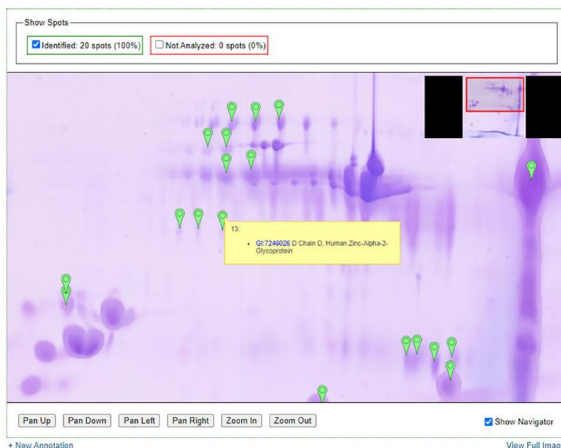 Show Spots
Identified: 20 spots (100%) Not Analyzed: 0 spots (0%)
13:
GI:7246026 D Chain D, Human Zinc-Alpha-2-
Glycoprotein
Pan Up Pan Down Pan Left Pan Right Zoom In Zoom Out Show Navigator
+ New Annotation View Full Imag